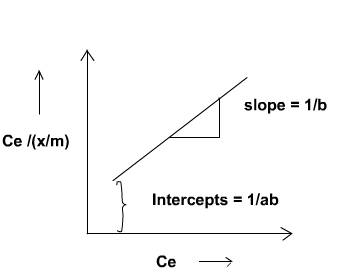 slope = 1/b
Ce /(x/m)
Intercepts = 1/ab
Ce